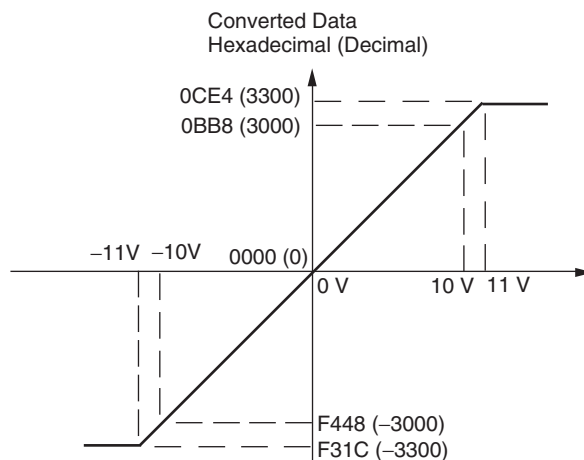 Converted Data
Hexadecimal (Decimal)
0CE4 (3300)
0BB8 (3000)
−11V
−10V
0000 (0)
0 V
10 V
11 V
F448 (−3000)
F31C (−3300)